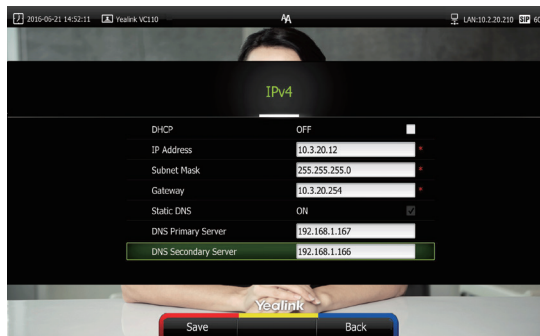 2016-06-21 14:52:11 Yealink VC110 LAN:10.2.20.210 SIP 60
IPv4
DHCP OFF
IP Address 10.3.20.12 *
Subnet Mask 255.255.255.0 *
Gateway 10.3.20.254 *
Static DNS ON
DNS Primary Server 192.168.1.167
DNS Secondary Server 192.168.1.166
Yealink
Save Back